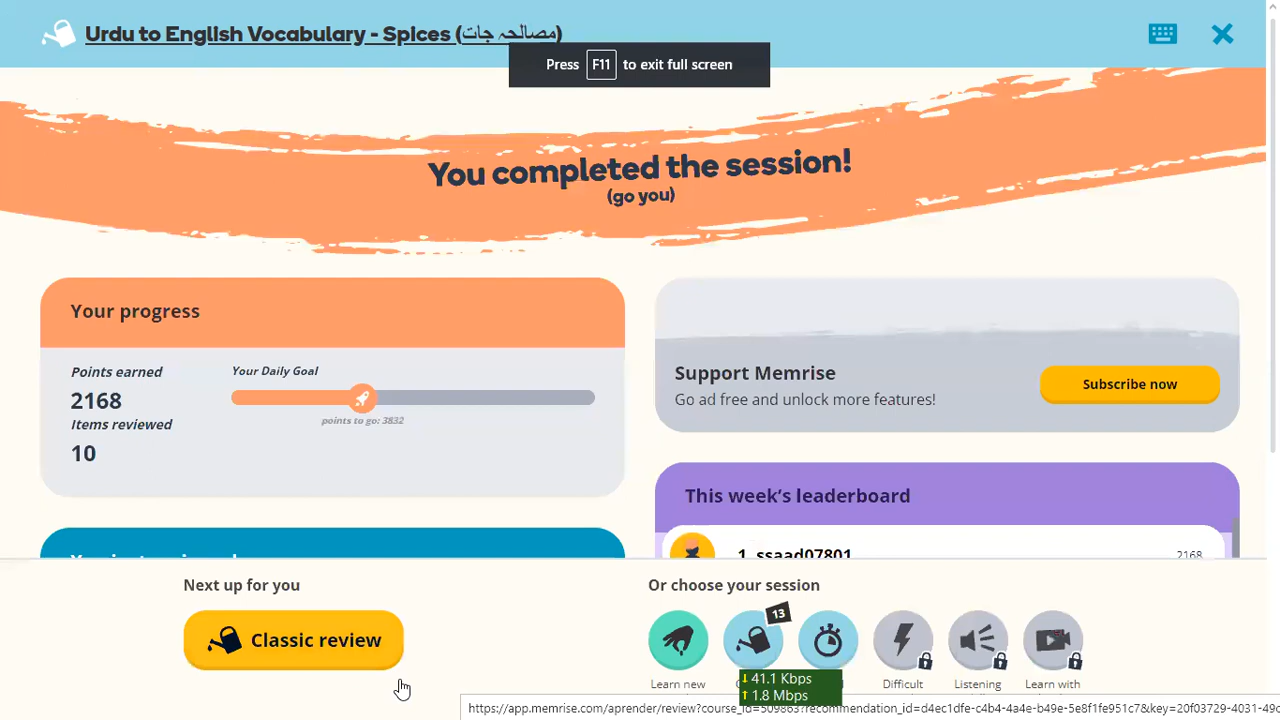 Urdu to English Vocabulary - Spices (مصالحہ جات)
Press F11 to exit full screen
You completed the session!
(go you)
Your progress
Points earned
2168
Items reviewed
10
Your Daily Goal
points to go: 3832
Support Memrise
Go ad free and unlock more features!
Subscribe now
This week's leaderboard
1. ssaad07801
2168
Next up for you
Classic review
Or choose your session
13
Learn new
Difficult
Listening
Learn with
41.1 Kbps
1.8 Mbps
https://app.memrise.com/aprender/review?course_id=509863?recommendation_id=d4ec1dfe-c4b4-4a4e-b49e-5e8f1fe951c7&key=20f03729-4031-49c